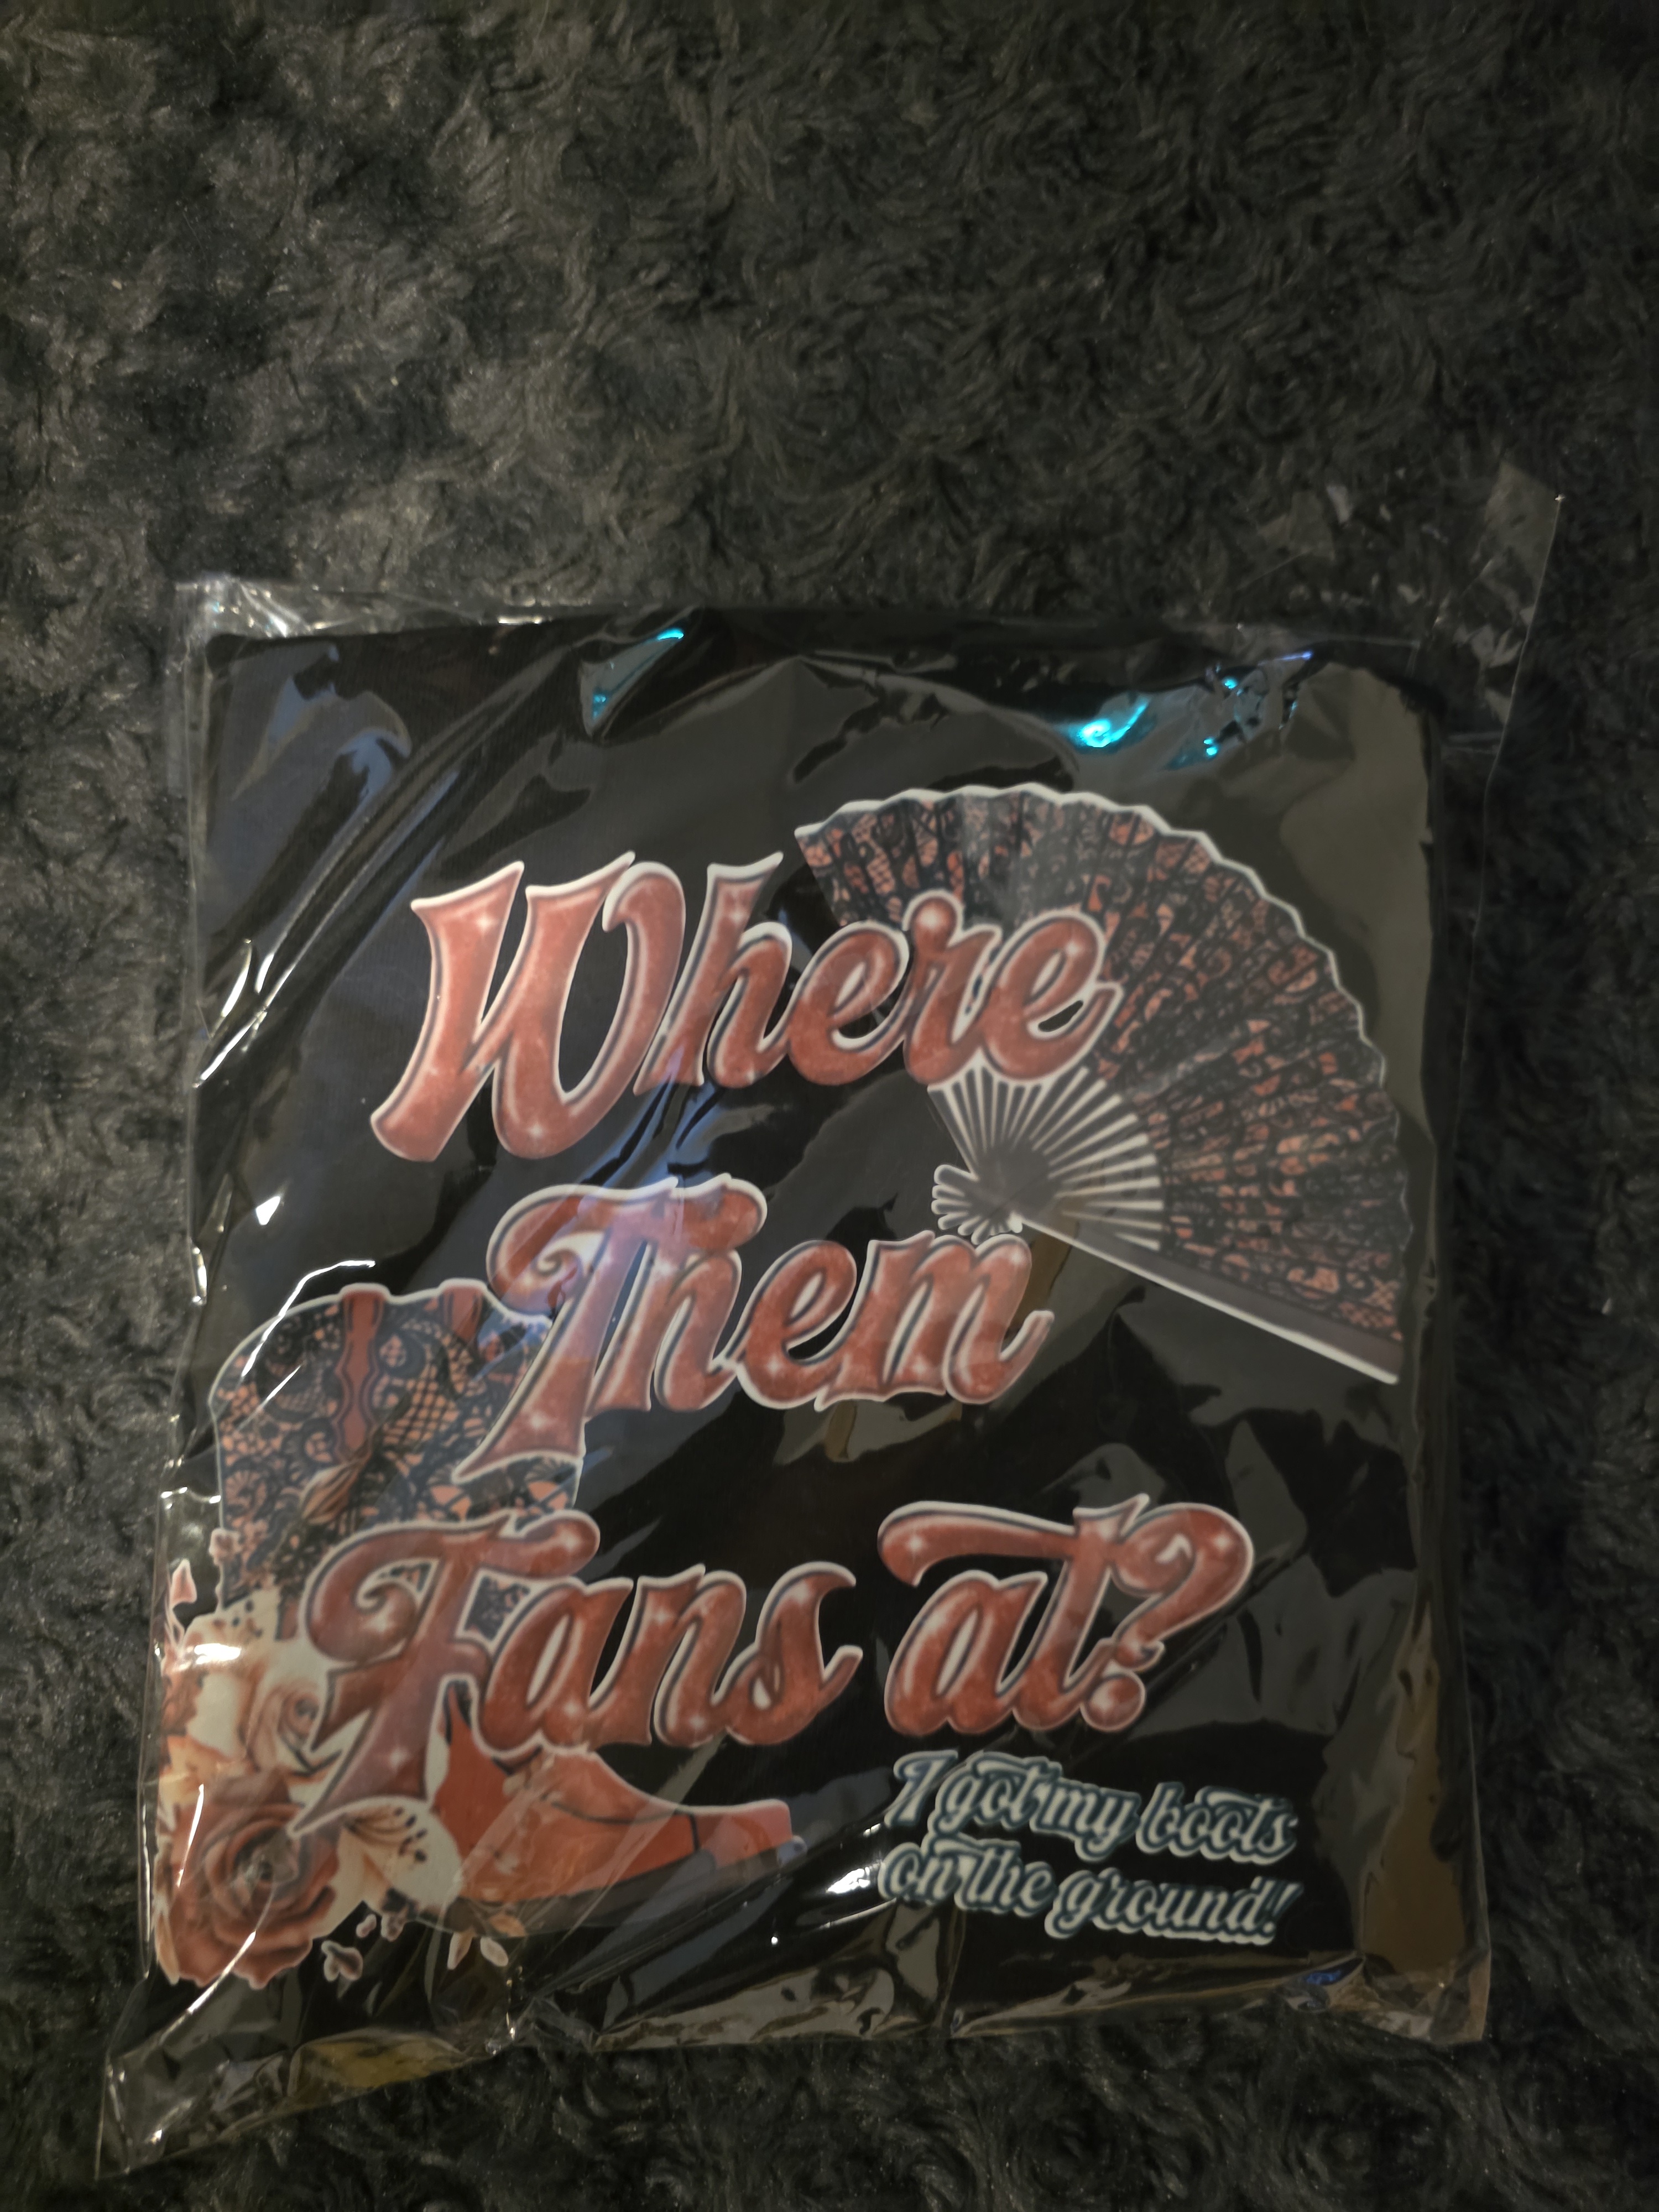 Where
Them
Fans at?
I got my boots
on the ground!